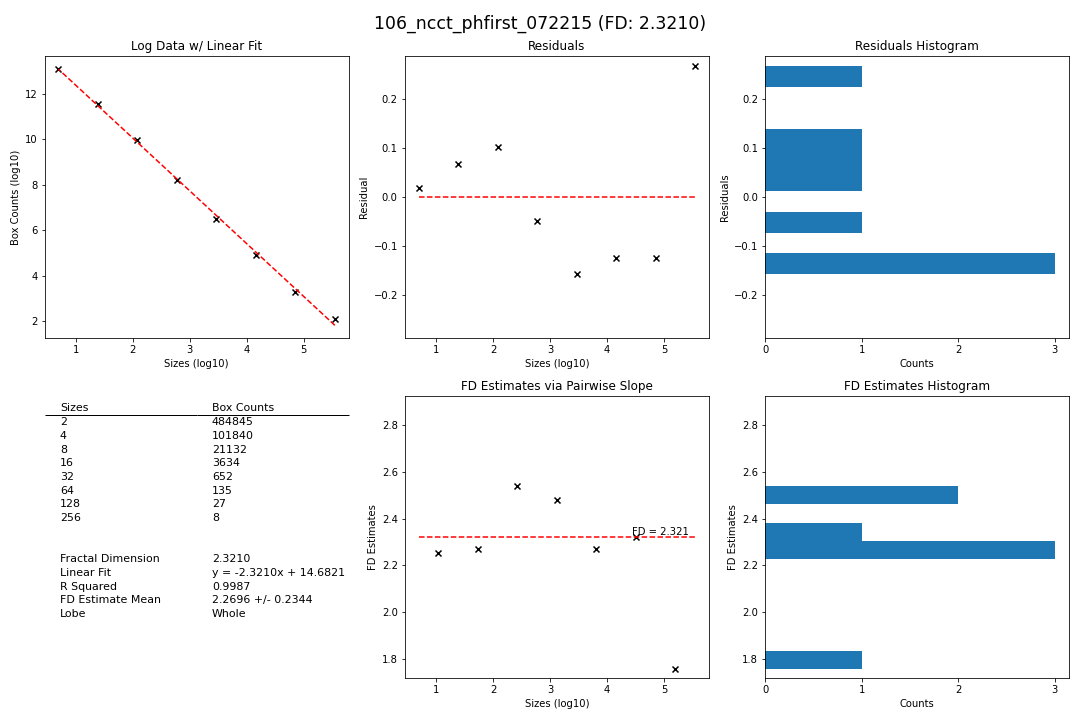 106_ncct_phfirst_072215 (FD: 2.3210)
Log Data w/ Linear Fit
Box Counts (log10)
12
10
8
6
4
2
1 2 3 4 5
Sizes (log10)
Residuals
Residual
0.2
0.1
0.0
−0.1
−0.2
1 2 3 4 5
Sizes (log10)
Residuals Histogram
Residuals
0.2
0.1
0.0
−0.1
−0.2
0 1 2 3
Counts
Sizes Box Counts
2 484845
4 101840
8 21132
16 3634
32 652
64 135
128 27
256 8
Fractal Dimension 2.3210
Linear Fit y = -2.3210x + 14.6821
R Squared 0.9987
FD Estimate Mean 2.2696 +/- 0.2344
Lobe Whole
FD Estimates via Pairwise Slope
FD Estimates
2.8
2.6
2.4
2.2
2.0
1.8
FD = 2.321
1 2 3 4 5
Sizes (log10)
FD Estimates Histogram
FD Estimates
2.8
2.6
2.4
2.2
2.0
1.8
0 1 2 3
Counts